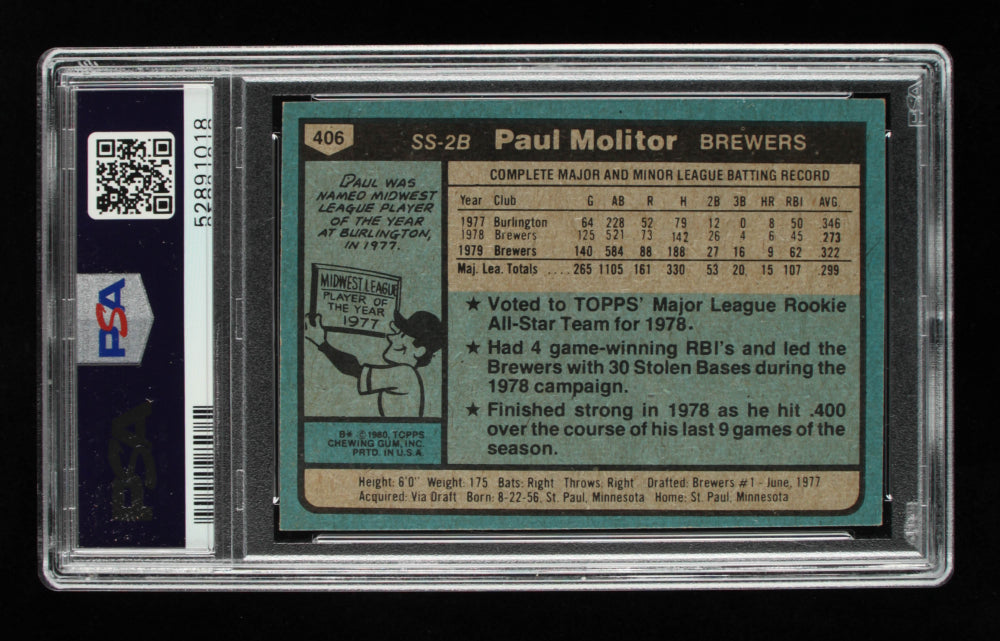 52891018
PSA
PSA
406
SS-2B Paul Molitor BREWERS
PAUL WAS
NAMED MIDWEST
LEAGUE PLAYER
OF THE YEAR
AT BURLINGTON,
IN 1977.
MIDWEST LEAGUE
PLAYER OF
THE YEAR
1977
B* © 1980, TOPPS
CHEWING GUM, INC.
PRTD. IN U.S.A.
COMPLETE MAJOR AND MINOR LEAGUE BATTING RECORD
Year Club G AB R H 2B 3B HR RBI AVG.
1977 Burlington 64 228 52 79 12 0 8 50 .346
1978 Brewers 125 521 73 142 26 4 6 45 .273
1979 Brewers 140 584 88 188 27 16 9 62 .322
Maj. Lea. Totals ..... 265 1105 161 330 53 20 15 107 .299
★ Voted to TOPPS' Major League Rookie
All-Star Team for 1978.
★ Had 4 game-winning RBI's and led the
Brewers with 30 Stolen Bases during the
1978 campaign.
★ Finished strong in 1978 as he hit .400
over the course of his last 9 games of the
season.
Height: 6'0" Weight: 175 Bats: Right Throws: Right Drafted: Brewers #1 - June, 1977
Acquired: Via Draft Born: 8-22-56, St. Paul, Minnesota Home: St. Paul, Minnesota